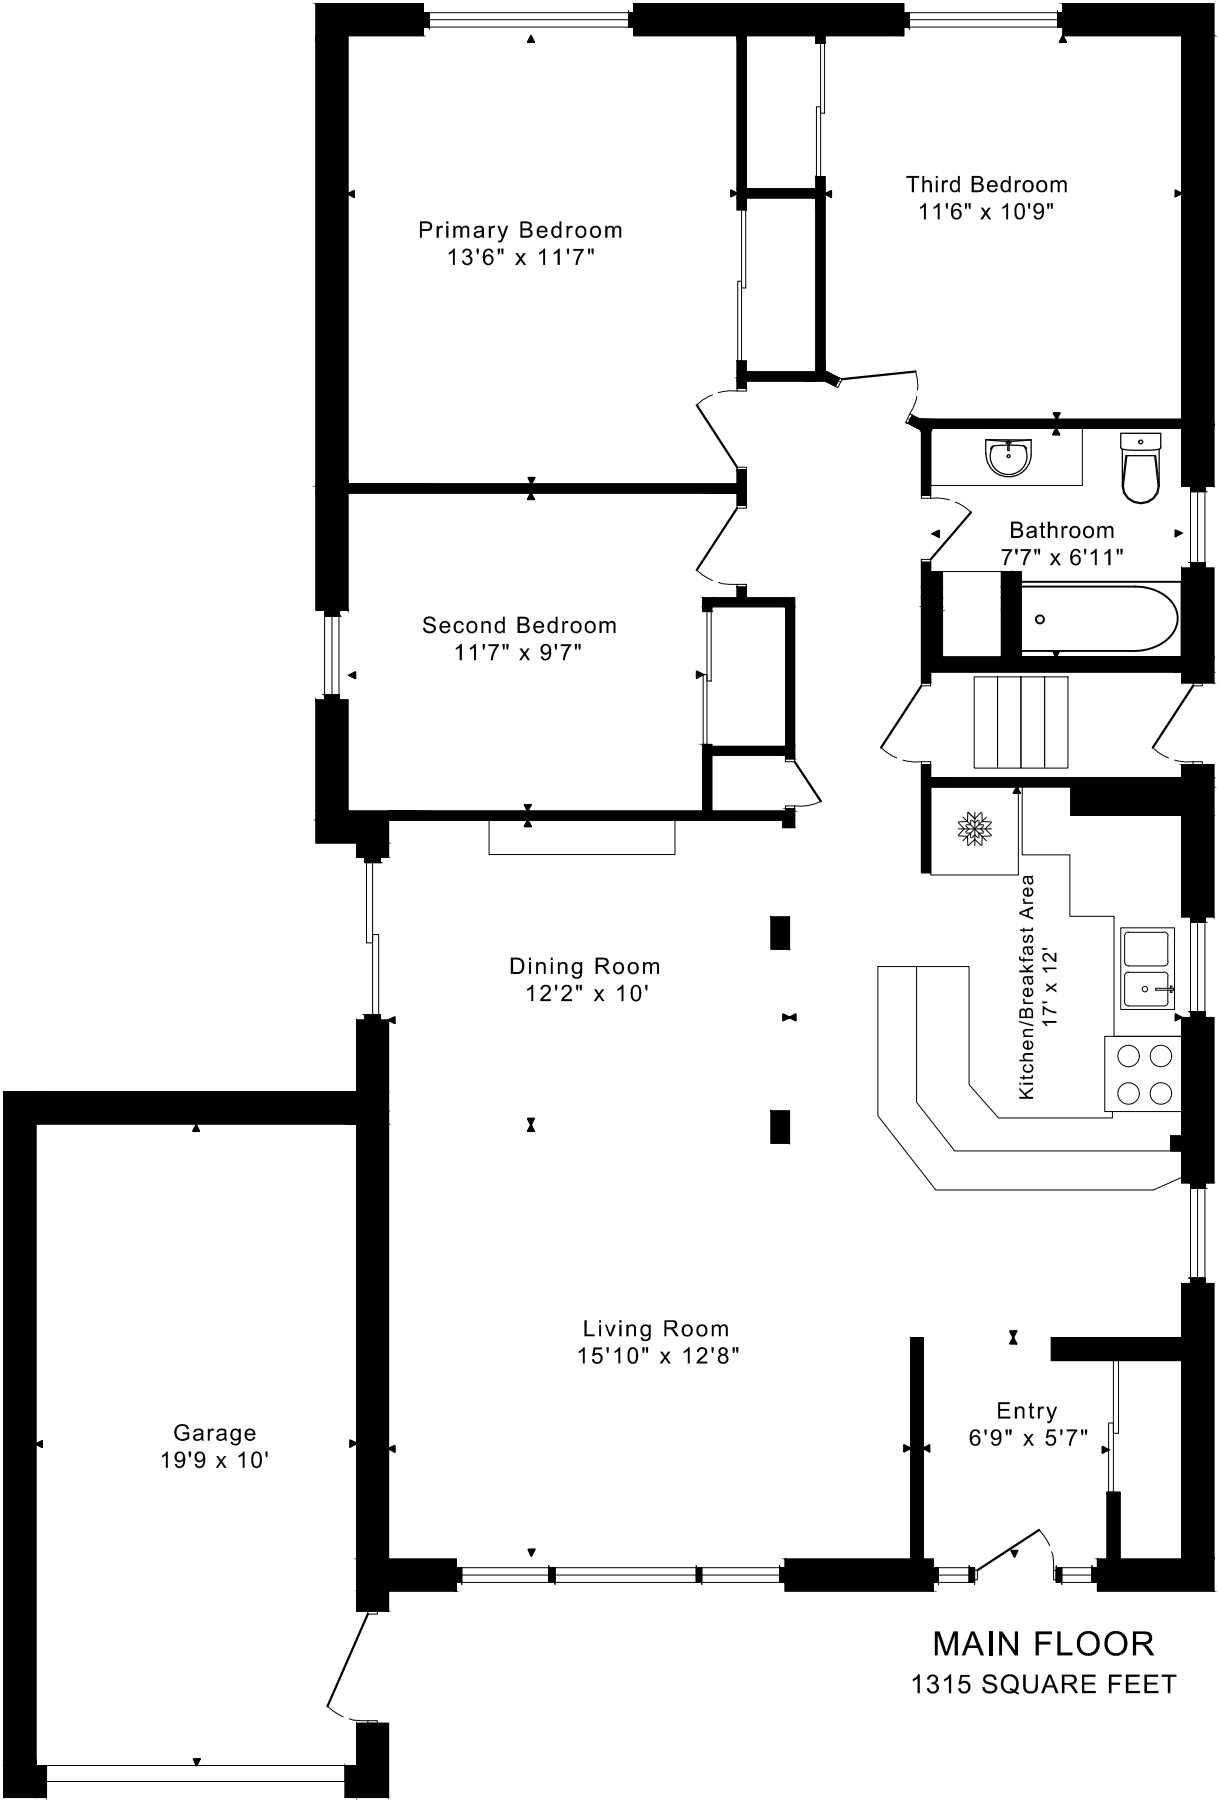 Third Bedroom
11'6" x 10'9"
Primary Bedroom
13'6" x 11'7"
Bathroom
7'7" x 6'11"
Second Bedroom
11'7" x 9'7"
Kitchen/Breakfast Area
17' x 12'
Dining Room
12'2" x 10'
Living Room
15'10" x 12'8"
Entry
6'9" x 5'7"
Garage
19'9 x 10'
MAIN FLOOR
1315 SQUARE FEET